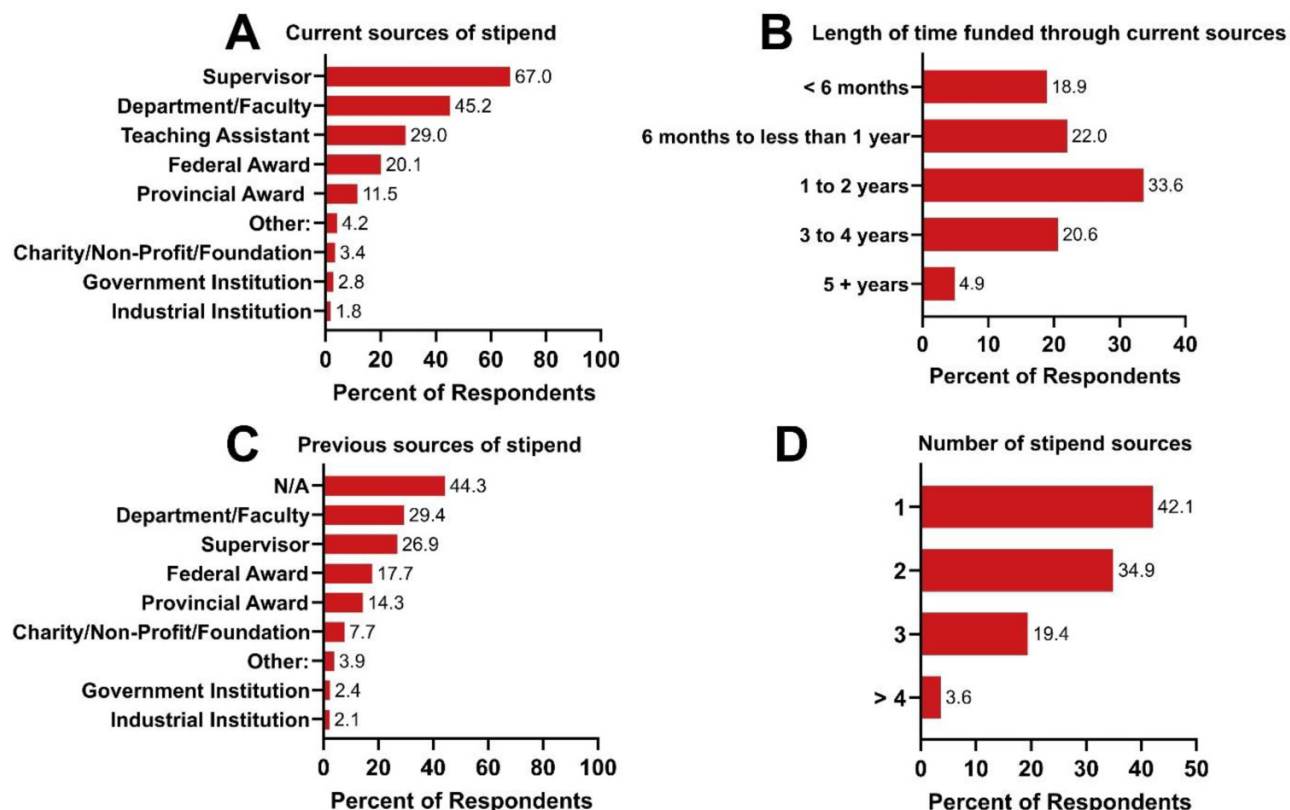 A
Current sources of stipend
Supervisor 67.0
Department/Faculty 45.2
Teaching Assistant 29.0
Federal Award 20.1
Provincial Award 11.5
Other: 4.2
Charity/Non-Profit/Foundation 3.4
Government Institution 2.8
Industrial Institution 1.8
0 20 40 60 80 100
Percent of Respondents
B
Length of time funded through current sources
< 6 months 18.9
6 months to less than 1 year 22.0
1 to 2 years 33.6
3 to 4 years 20.6
5 + years 4.9
0 10 20 30 40
Percent of Respondents
C
Previous sources of stipend
N/A 44.3
Department/Faculty 29.4
Supervisor 26.9
Federal Award 17.7
Provincial Award 14.3
Charity/Non-Profit/Foundation 7.7
Other: 3.9
Government Institution 2.4
Industrial Institution 2.1
0 20 40 60 80 100
Percent of Respondents
D
Number of stipend sources
1 42.1
2 34.9
3 19.4
> 4 3.6
0 10 20 30 40 50
Percent of Respondents